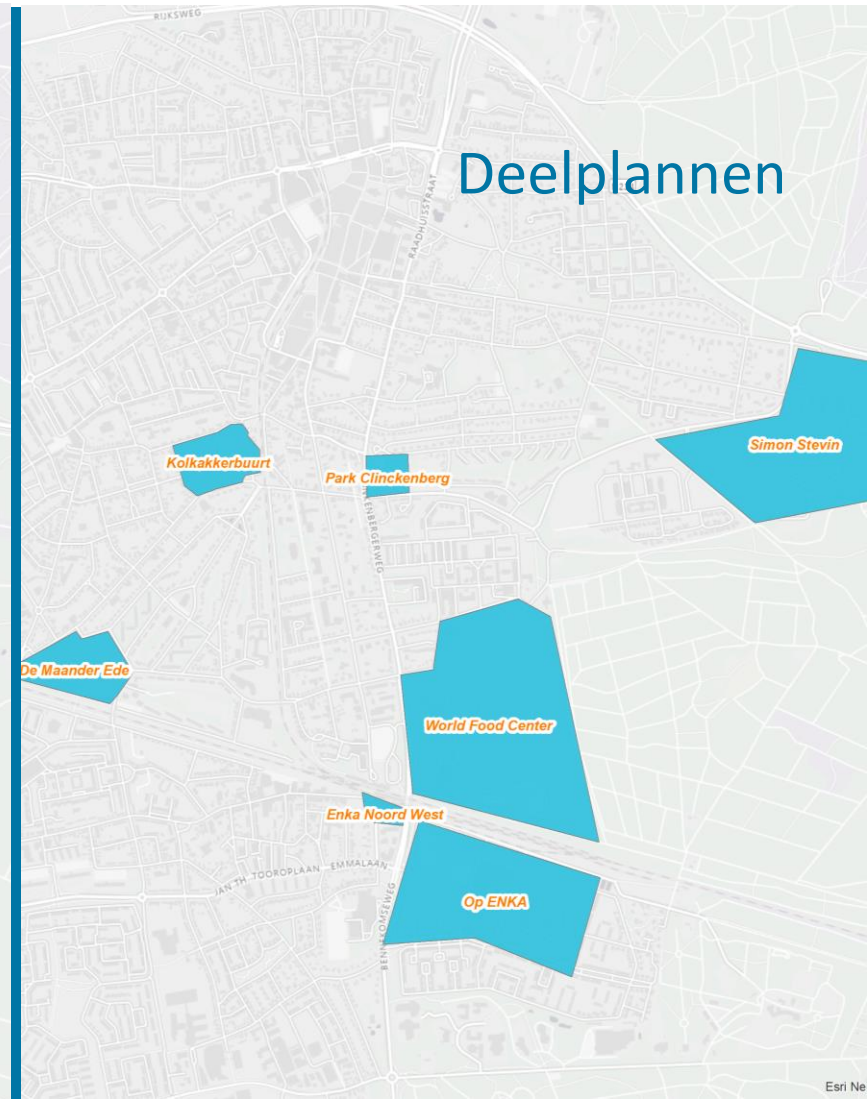 RIJKSWEG
Deelplannen
RAADHUISSTRAAT
Simon Stevin
Kolkakkerbuurt
Park Clinckenberg
KENBERGERWEG
De Maander Ede
World Food Center
Enka Noord West
JAN TH. TOOROPLAAN EMMALAAN
Op ENKA
BENNEKOMSEWEG
Esri Ne